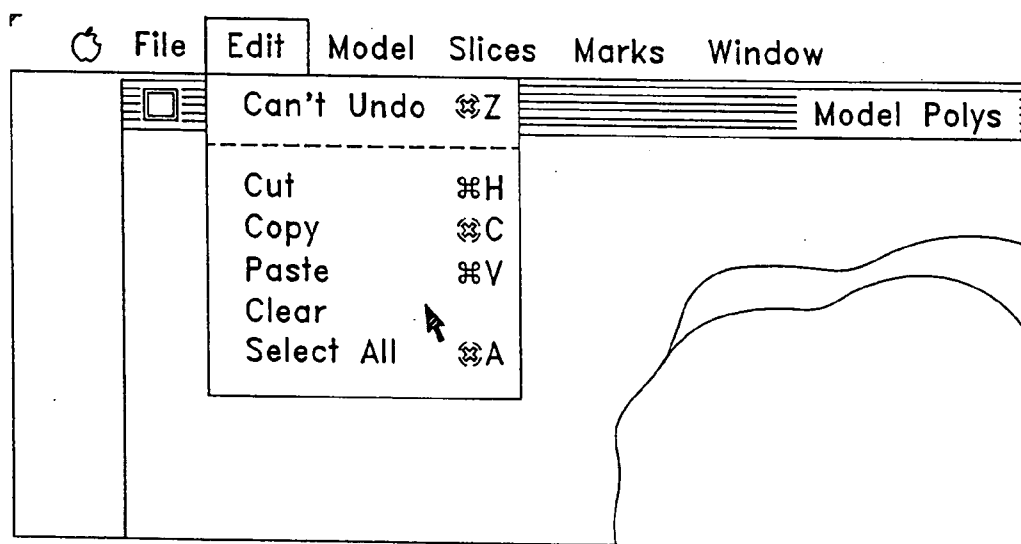 File Edit Model Slices Marks Window
Can't Undo ⌘Z
Model Polys
Cut ⌘H
Copy ⌘C
Paste ⌘V
Clear
Select All ⌘A